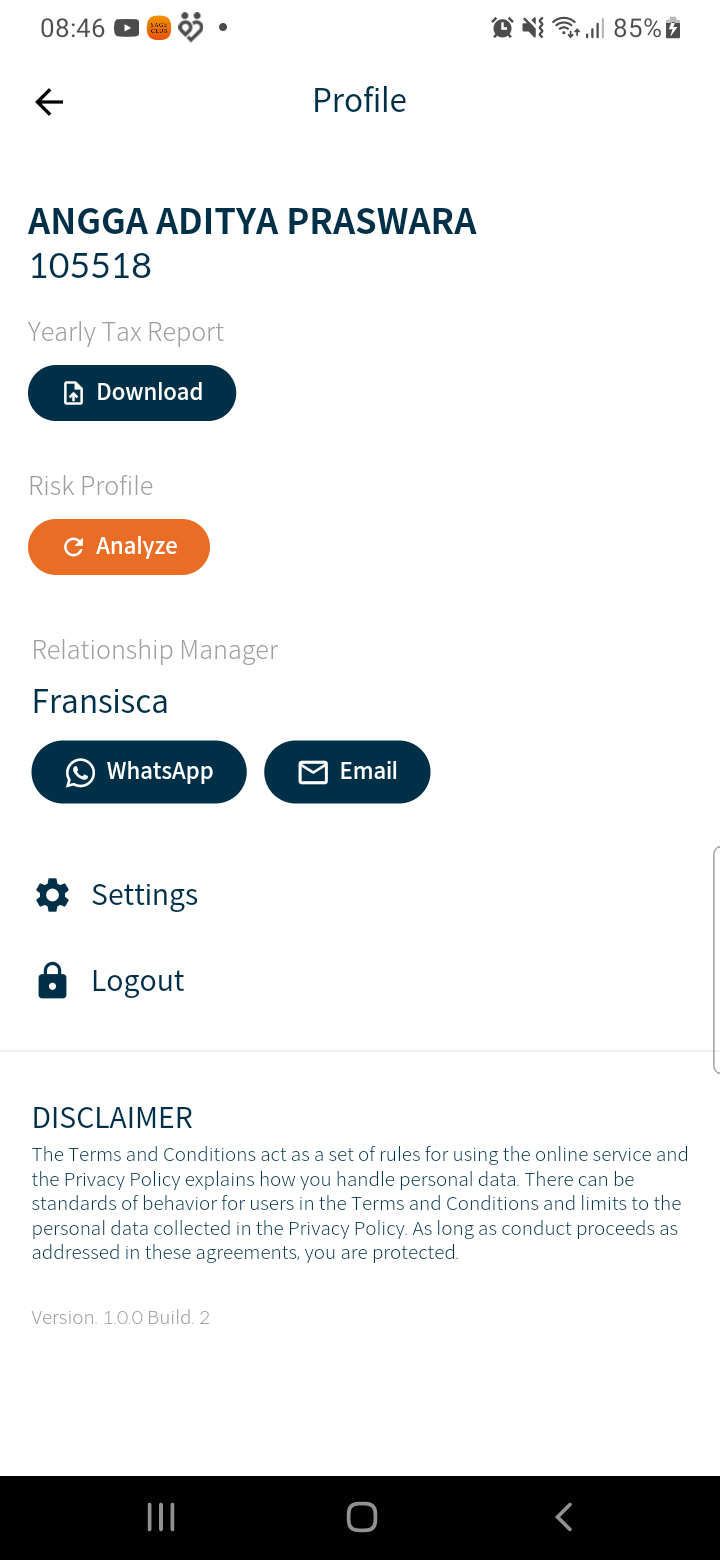 08:46
85%
Profile
ANGGA ADITYA PRASWARA
105518
Yearly Tax Report
Download
Risk Profile
Analyze
Relationship Manager
Fransisca
WhatsApp Email
Settings
Logout
DISCLAIMER
The Terms and Conditions act as a set of rules for using the online service and
the Privacy Policy explains how you handle personal data. There can be
standards of behavior for users in the Terms and Conditions and limits to the
personal data collected in the Privacy Policy. As long as conduct proceeds as
addressed in these agreements, you are protected.
Version. 1.0.0 Build. 2